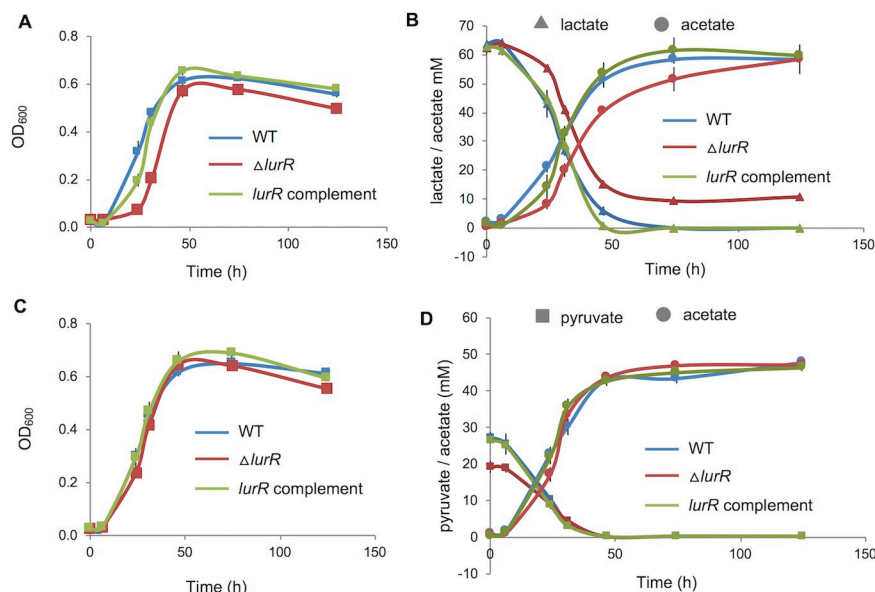 A
OD600
0.8
0.6
0.4
0.2
0.0
0
50
100
150
Time (h)
WT
ΔlurR
lurR complement
B
lactate
acetate
lactate / acetate mM
70
60
50
40
30
20
10
0
-10
0
50
100
150
Time (h)
WT
ΔlurR
lurR complement
C
OD600
0.8
0.6
0.4
0.2
0.0
0
50
100
150
Time (h)
WT
ΔlurR
lurR complement
D
pyruvate
acetate
pyruvate / acetate (mM)
60
50
40
30
20
10
0
-10
0
50
100
150
Time (h)
WT
ΔlurR
lurR complement